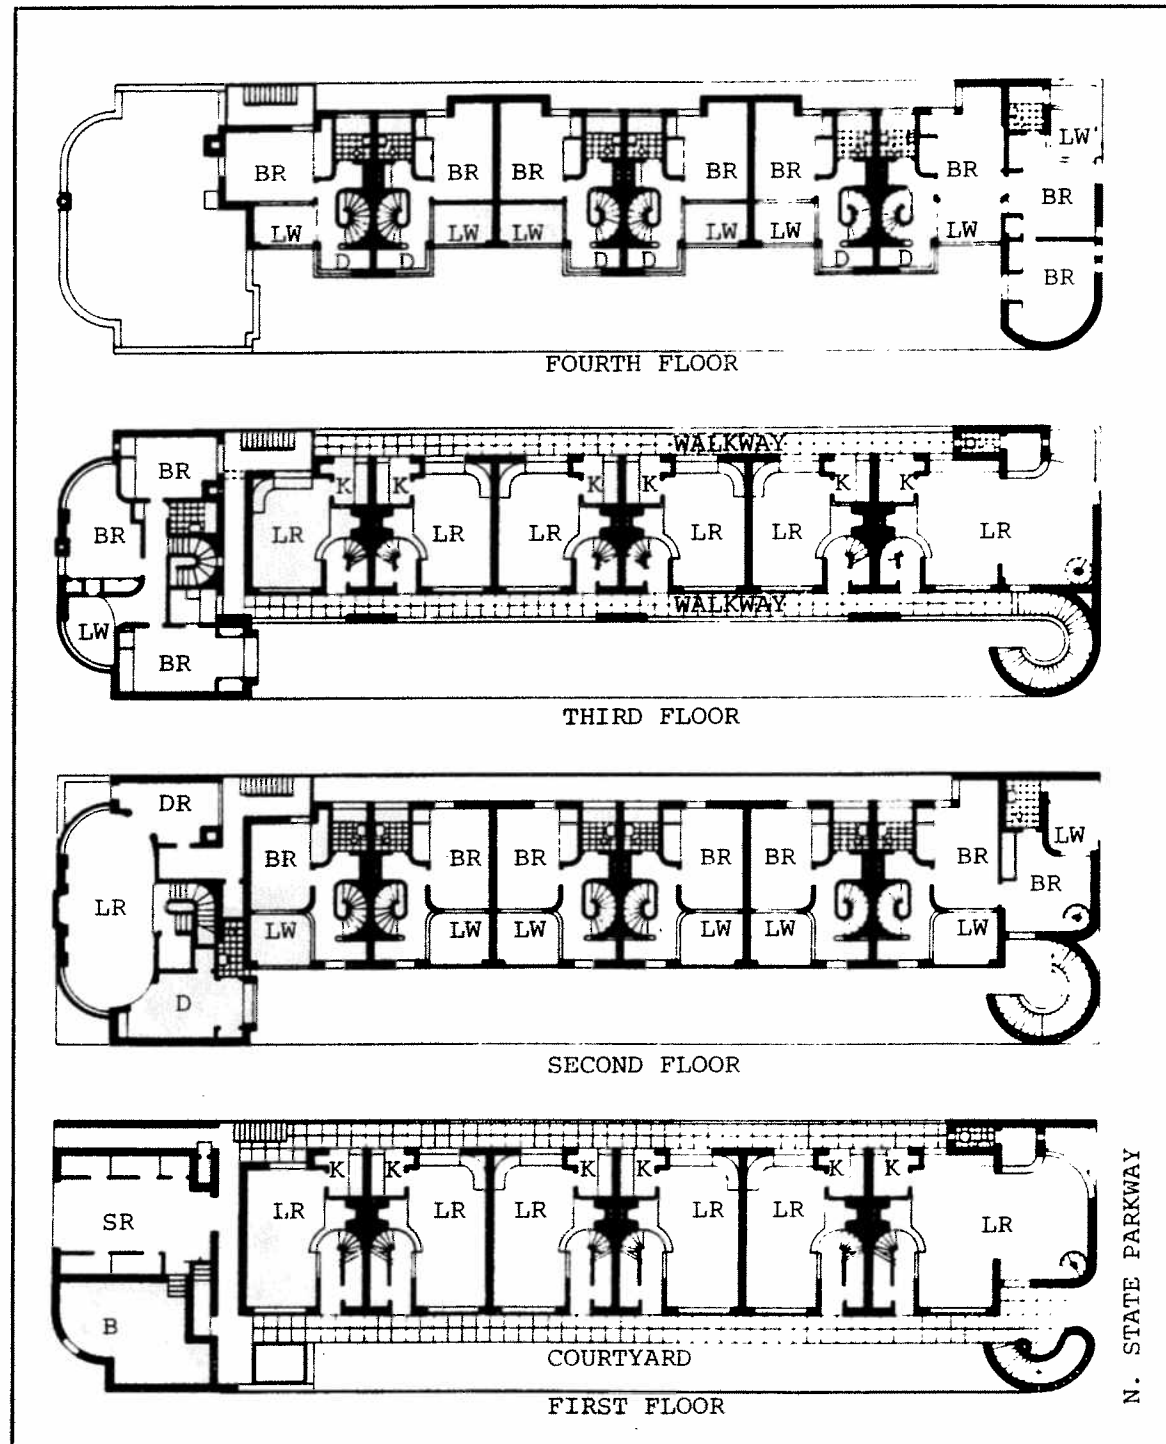 LW
BR BR BR BR BR BR BR
LW LW LW LW LW LW
D D D D D D
BR
FOURTH FLOOR
WALKWAY
BR
K K K K K K
BR LR LR LR LR LR LR
LW
WALKWAY
BR
THIRD FLOOR
DR
LW
BR BR BR BR BR BR BR
LR
LW LW LW LW LW LW
D
SECOND FLOOR
K K K K K K
SR LR LR LR LR LR LR
B
COURTYARD
FIRST FLOOR
N. STATE PARKWAY